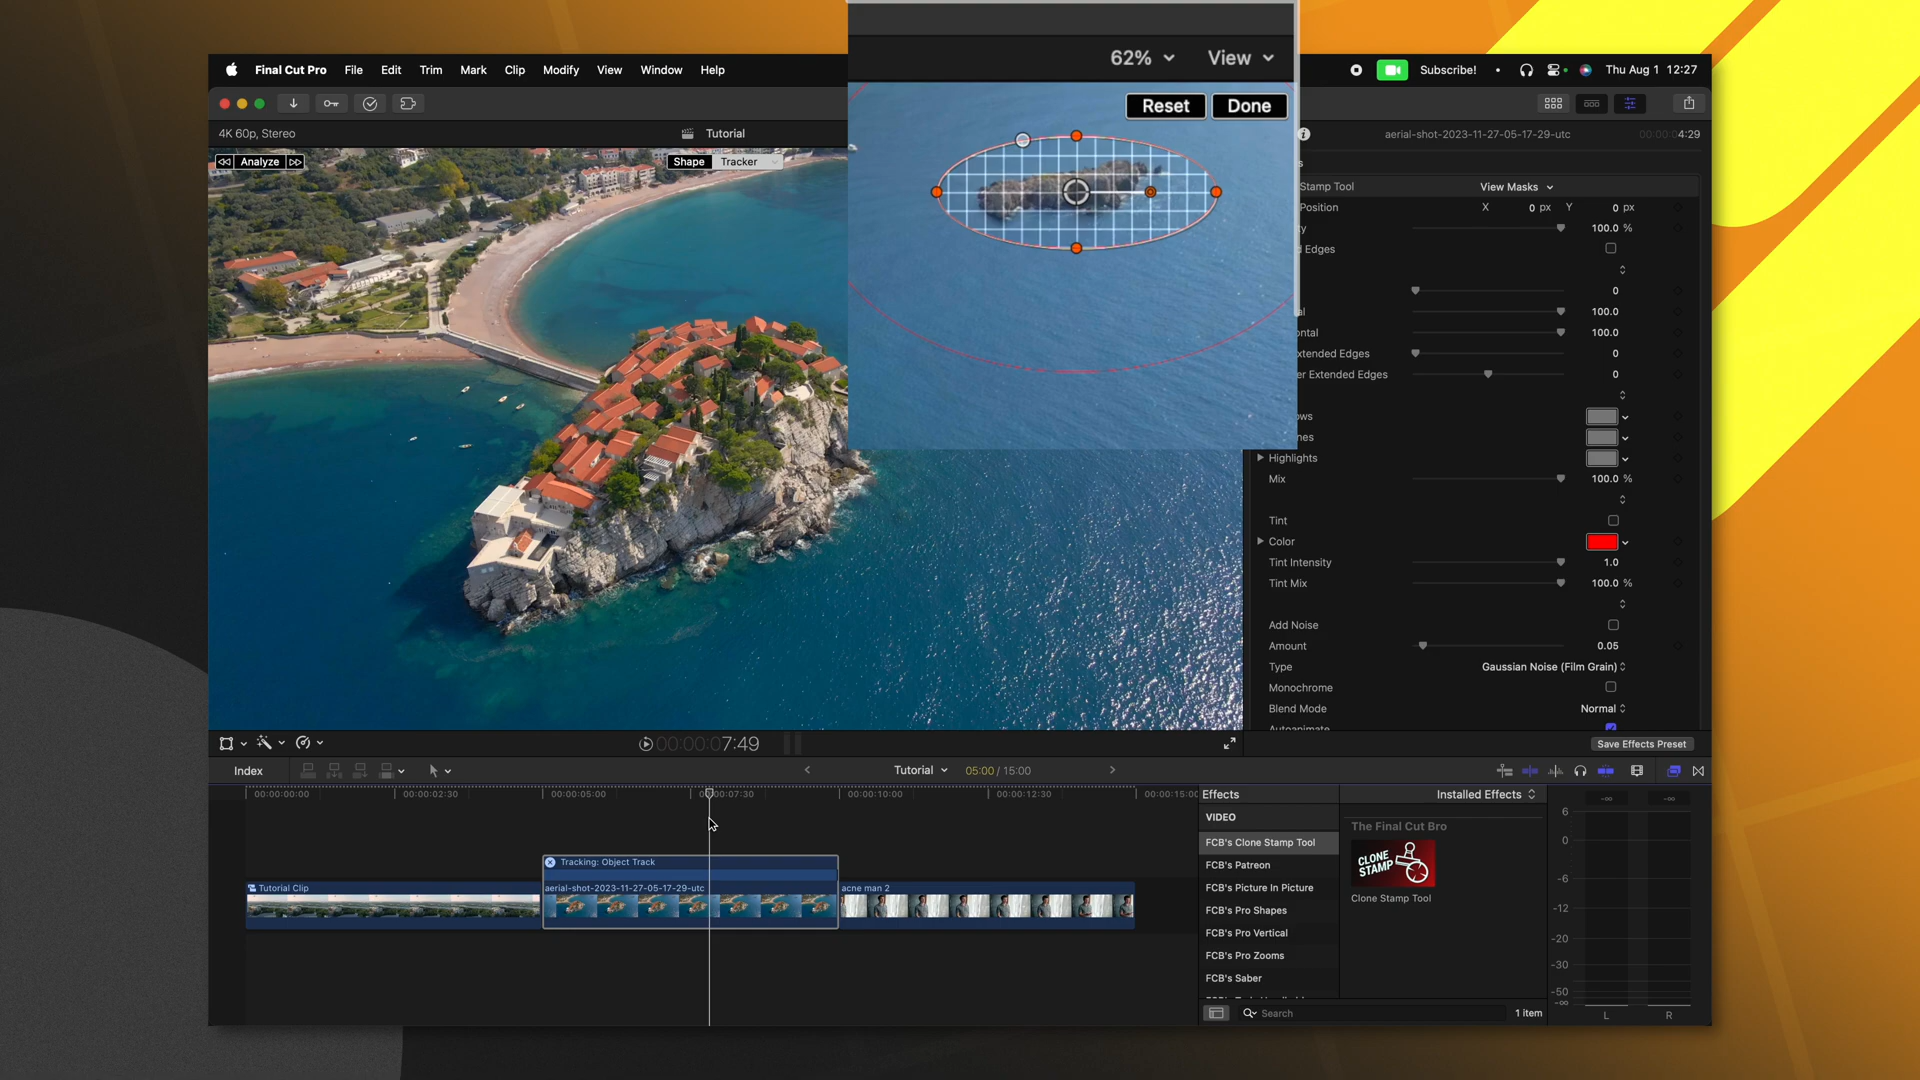 62% View
Final Cut Pro File Edit Trim Mark Clip Modify View Window Help
Subscribe! Thu Aug 1 12:27
Reset Done
4K 60p, Stereo
Tutorial
aerial-shot-2023-11-27-05-17-29-utc
4:29
Analyze
Shape Tracker
Stamp Tool View Masks
Position X 0 px Y 0 px
100.0 %
Edges
0
100.0
100.0
xtended Edges 0
er Extended Edges 0
Highlights
Mix 100.0 %
Tint
Color
Tint Intensity 1.0
Tint Mix 100.0 %
Add Noise
Amount 0.05
Type Gaussian Noise (Film Grain)
Monochrome
Blend Mode Normal
Autoanimate
00:00:07:49
Save Effects Preset
Index
Tutorial 05:00 / 15:00
00:00:00:00 00:00:02:30 00:00:05:00 00:00:07:30 00:00:10:00 00:00:12:30 00:00:15:00
Effects Installed Effects
VIDEO
FCB's Clone Stamp Tool
FCB's Patreon
FCB's Picture In Picture
FCB's Pro Shapes
FCB's Pro Vertical
FCB's Pro Zooms
FCB's Saber
The Final Cut Bro
CLONE
STAMP
Clone Stamp Tool
Search 1 item
6
0
-6
-12
-20
-30
-50
-∞
L R
-∞ -∞
Tracking: Object Track
Tutorial Clip
aerial-shot-2023-11-27-05-17-29-utc
acne man 2